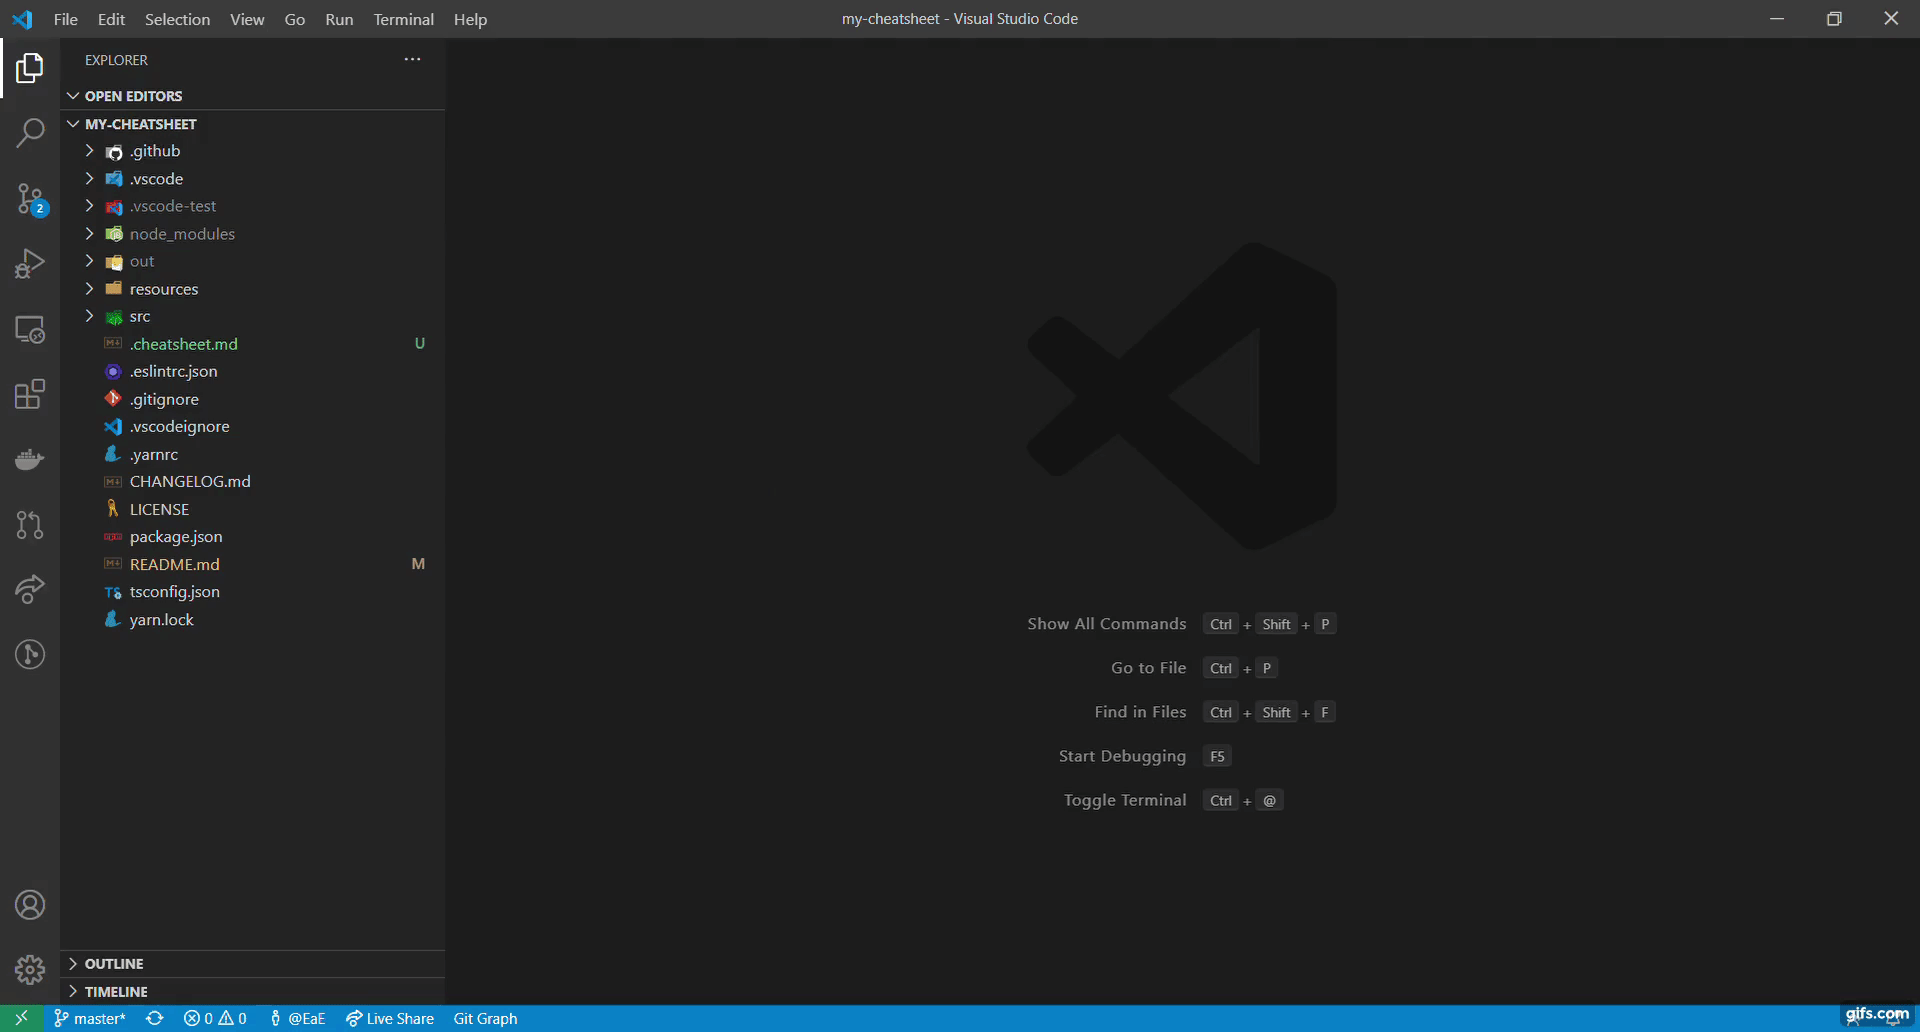 File Edit Selection View Go Run Terminal Help my-cheatsheet - Visual Studio Code
EXPLORER
OPEN EDITORS
MY-CHEATSHEET
.github
.vscode
.vscode-test
node_modules
out
resources
src
.cheatsheet.md U
.eslintrc.json
.gitignore
.vscodeignore
.yarnrc
CHANGELOG.md
LICENSE
package.json
README.md M
tsconfig.json
yarn.lock
2
Show All Commands Ctrl + Shift + P
Go to File Ctrl + P
Find in Files Ctrl + Shift + F
Start Debugging F5
Toggle Terminal Ctrl + @
OUTLINE
TIMELINE
master* 0 0 @EaE Live Share Git Graph
gifs.com